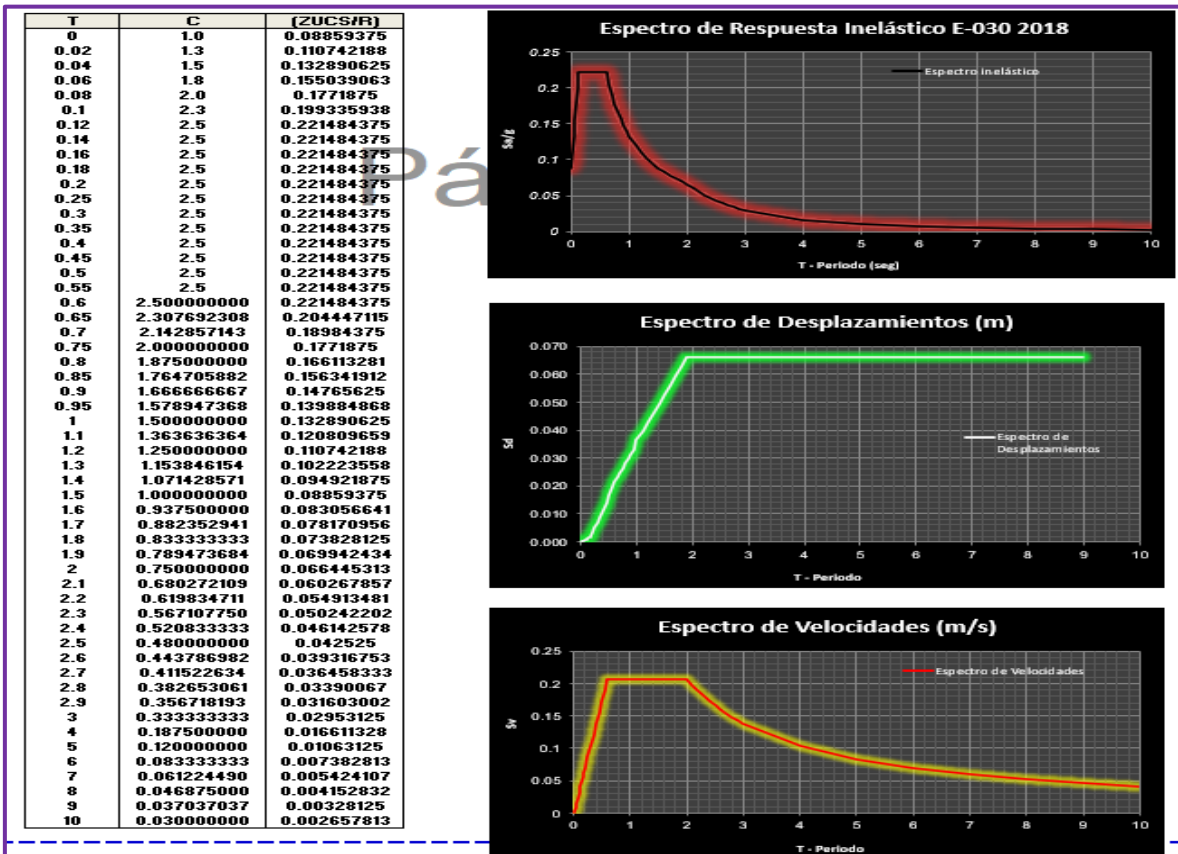 T C (ZUCS/R)
0 1.0 0.08859375
0.02 1.3 0.110742188
0.04 1.5 0.132890625
0.06 1.8 0.155039063
0.08 2.0 0.1771875
0.1 2.3 0.199335938
0.12 2.5 0.221484375
0.14 2.5 0.221484375
0.16 2.5 0.221484375
0.18 2.5 0.221484375
0.2 2.5 0.221484375
0.25 2.5 0.221484375
0.3 2.5 0.221484375
0.35 2.5 0.221484375
0.4 2.5 0.221484375
0.45 2.5 0.221484375
0.5 2.5 0.221484375
0.55 2.5 0.221484375
0.6 2.500000000 0.221484375
0.65 2.307692308 0.204447115
0.7 2.142857143 0.18984375
0.75 2.000000000 0.1771875
0.8 1.875000000 0.166113281
0.85 1.764705882 0.156341912
0.9 1.666666667 0.14765625
0.95 1.578947368 0.139884868
1 1.500000000 0.132890625
1.1 1.363636364 0.120809659
1.2 1.250000000 0.110742188
1.3 1.153846154 0.102223558
1.4 1.071428571 0.094921875
1.5 1.000000000 0.08859375
1.6 0.937500000 0.083056641
1.7 0.882352941 0.078170956
1.8 0.833333333 0.073828125
1.9 0.789473684 0.069942434
2 0.750000000 0.066445313
2.1 0.680272109 0.060267857
2.2 0.619834711 0.054913481
2.3 0.567107750 0.050242202
2.4 0.520833333 0.046142578
2.5 0.480000000 0.042525
2.6 0.443786982 0.039316753
2.7 0.411522634 0.036458333
2.8 0.382653061 0.03390067
2.9 0.356718193 0.031603002
3 0.333333333 0.02953125
4 0.187500000 0.016611328
5 0.120000000 0.01063125
6 0.083333333 0.007382813
7 0.061224490 0.005424107
8 0.046875000 0.004152832
9 0.037037037 0.00328125
10 0.030000000 0.002657813
Pá
Espectro de Respuesta Inelástico E-030 2018
Espectro inelástico
0.25
0.2
0.15
0.1
0.05
0
Sa/g
0 1 2 3 4 5 6 7 8 9 10
T - Periodo (seg)
Espectro de Desplazamientos (m)
0.070
0.060
0.050
0.040
0.030
0.020
0.010
0.000
Sd
Espectro de
Desplazamientos
0 1 2 3 4 5 6 7 8 9 10
T - Periodo
Espectro de Velocidades (m/s)
Espectro de Velocidades
0.25
0.2
0.15
0.1
0.05
0
Sv
0 1 2 3 4 5 6 7 8 9 10
T - Periodo